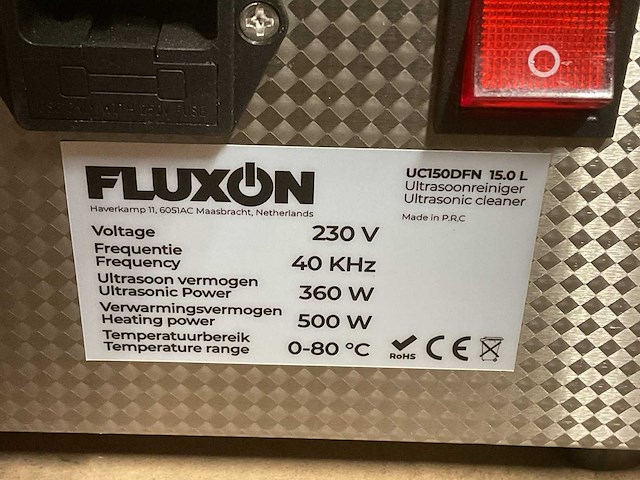 FLUXON
Haverkamp 11, 6051AC Maasbracht, Netherlands
UC150DFN 15.0 L
Ultrasoonreiniger
Ultrasonic cleaner
Made in P.R.C
Voltage 230 V
Frequentie
Frequency 40 KHz
Ultrasoon vermogen
Ultrasonic Power 360 W
Verwarmingsvermogen
Heating power 500 W
Temperatuurbereik
Temperature range 0-80 °C
RoHS CE